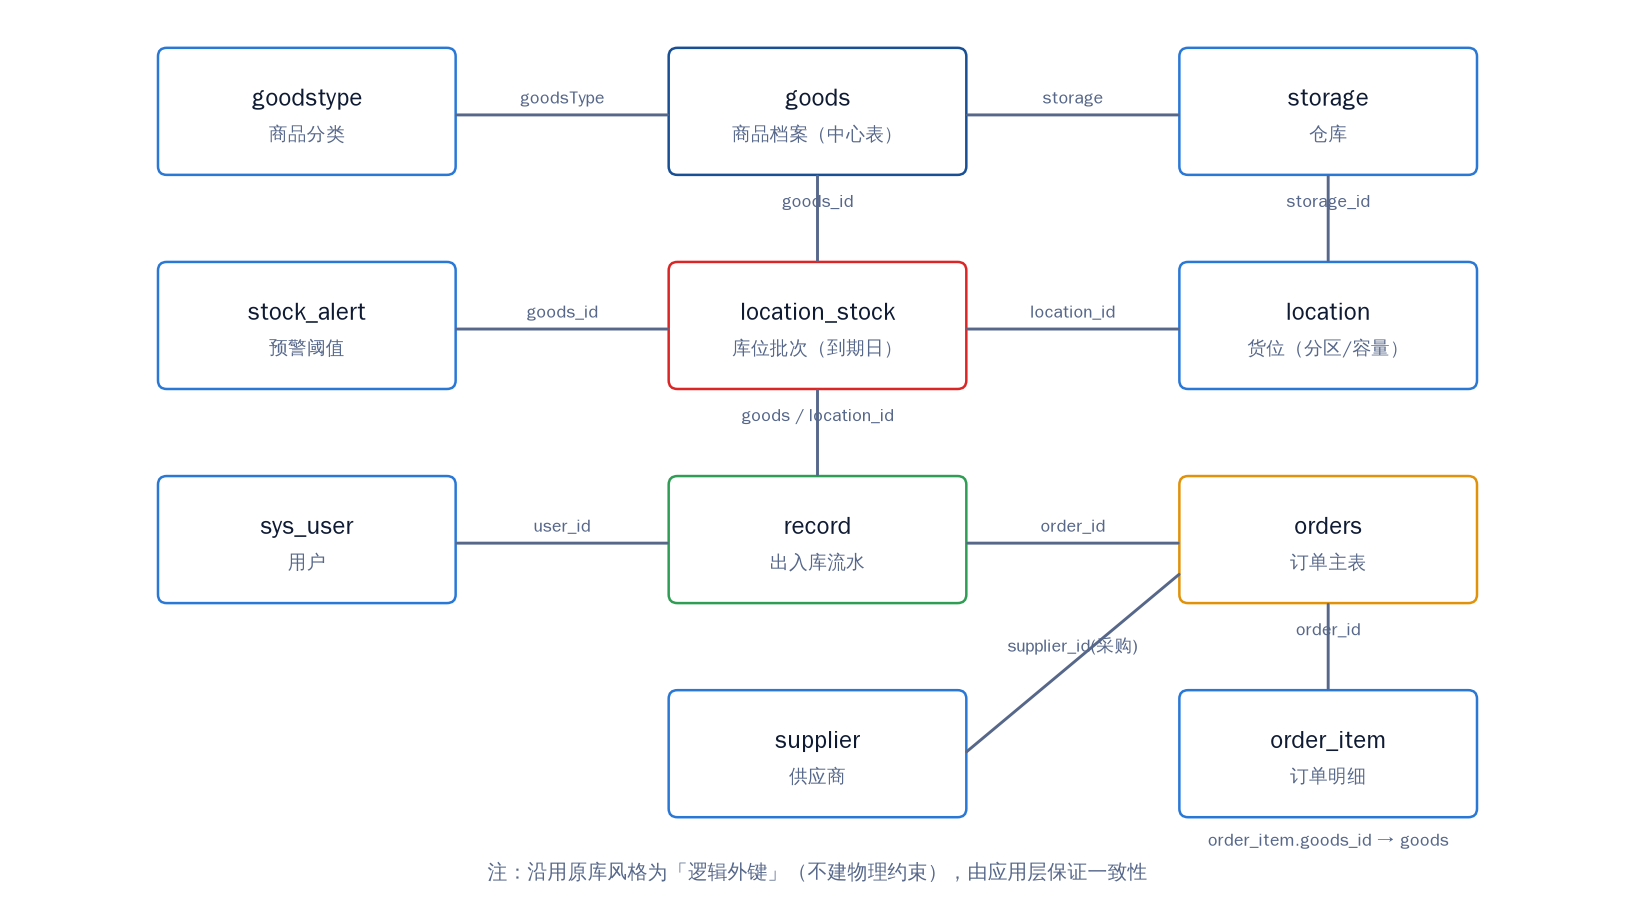 goodstype
商品分类
goodsType
goods
商品档案（中心表）
storage
storage
仓库
goods_id
storage_id
stock_alert
预警阈值
goods_id
location_stock
库位批次（到期日）
location_id
location
货位（分区/容量）
goods / location_id
sys_user
用户
user_id
record
出入库流水
order_id
orders
订单主表
supplier_id(采购)
order_id
supplier
供应商
order_item
订单明细
order_item.goods_id → goods
注：沿用原库风格为「逻辑外键」（不建物理约束），由应用层保证一致性